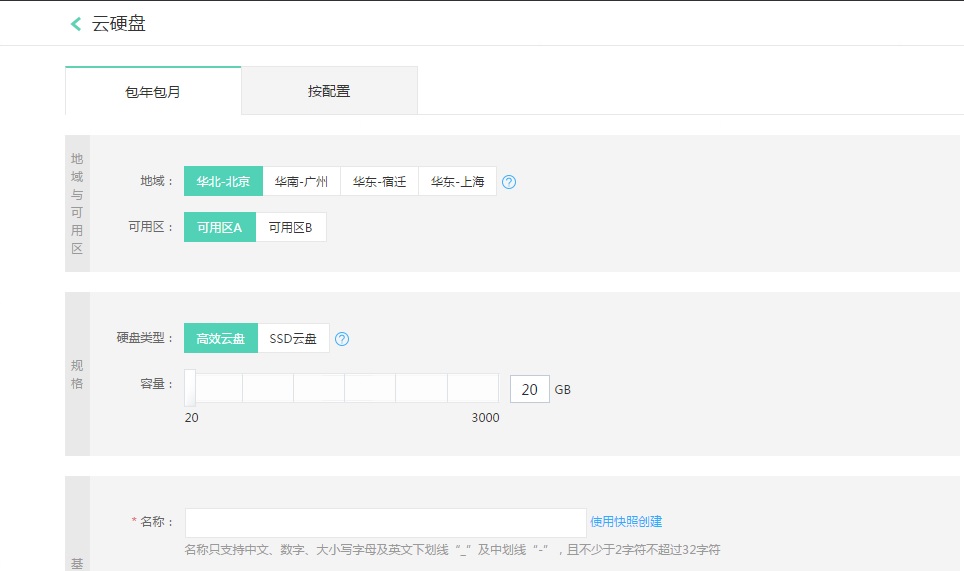 云硬盘
包年包月 按配置
地域与可用区
地域： 华北-北京 华南-广州 华东-宿迁 华东-上海 ?
可用区： 可用区A 可用区B
规格
硬盘类型： 高效云盘 SSD云盘 ?
容量： 20 GB
20 3000
* 名称： 使用快照创建
名称只支持中文、数字、大小写字母及英文下划线“_”及中划线“-”，且不少于2字符不超过32字符
基